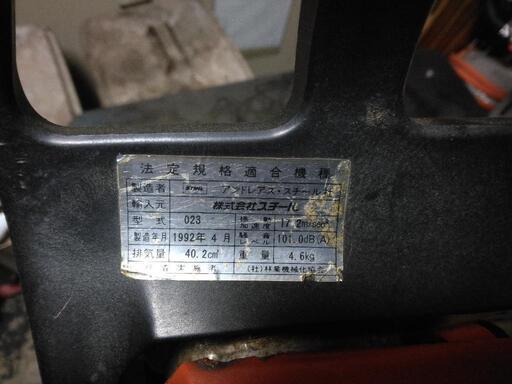 法定規格適合機種
製造者 STIHL アンドレアス・スチール
輸入元 株式会社スチール
型式 023 振動加速度 17.2m/sec²
製造年月 1992年4月 騒音レベル 101.0dB(A)
排気量 40.2cm³ 重量 4.6kg
者 (社)林業機械化協会